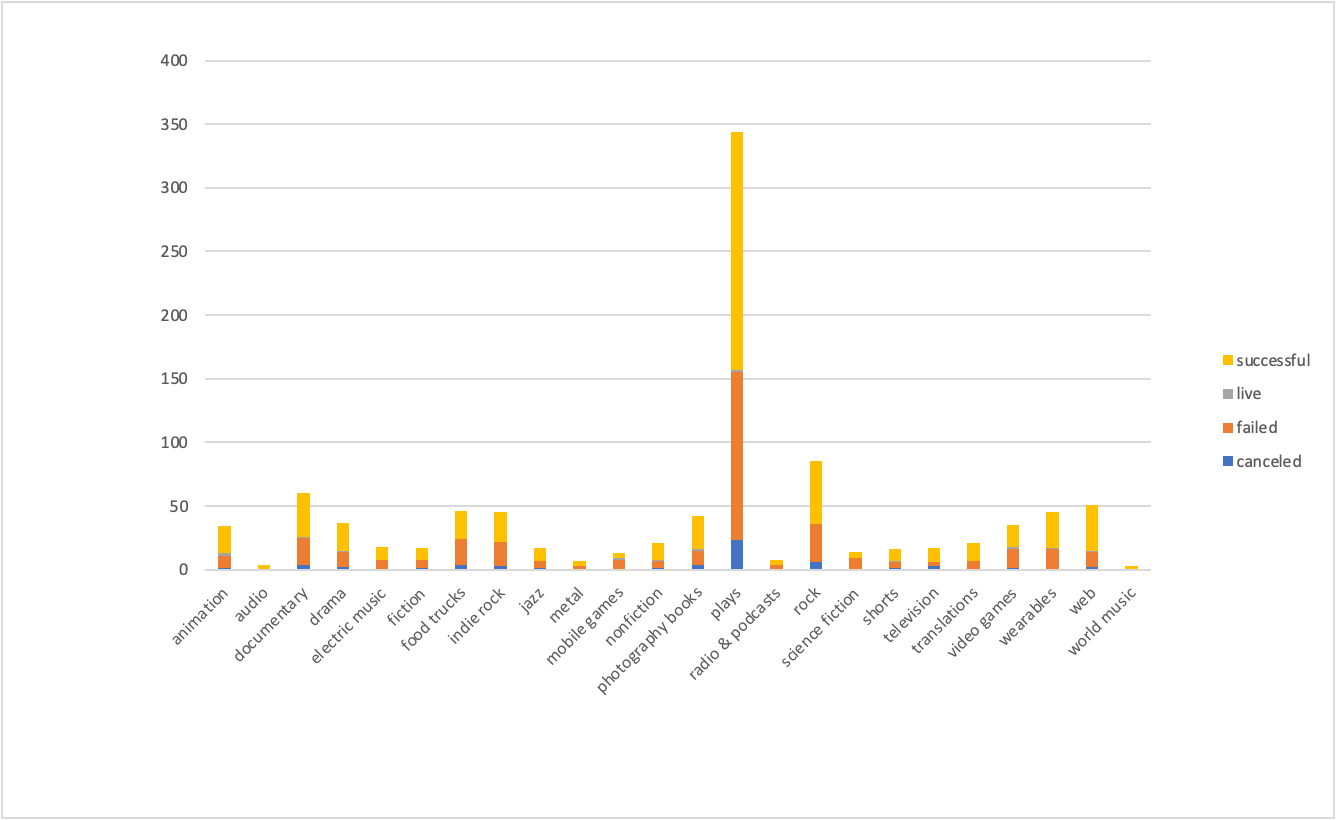 400
350
300
250
200
150
100
50
0
animation
audio
documentary
drama
electric music
fiction
food trucks
indie rock
jazz
metal
mobile games
nonfiction
photography books
plays
radio & podcasts
rock
science fiction
shorts
television
translations
video games
wearables
web
world music
successful
live
failed
canceled